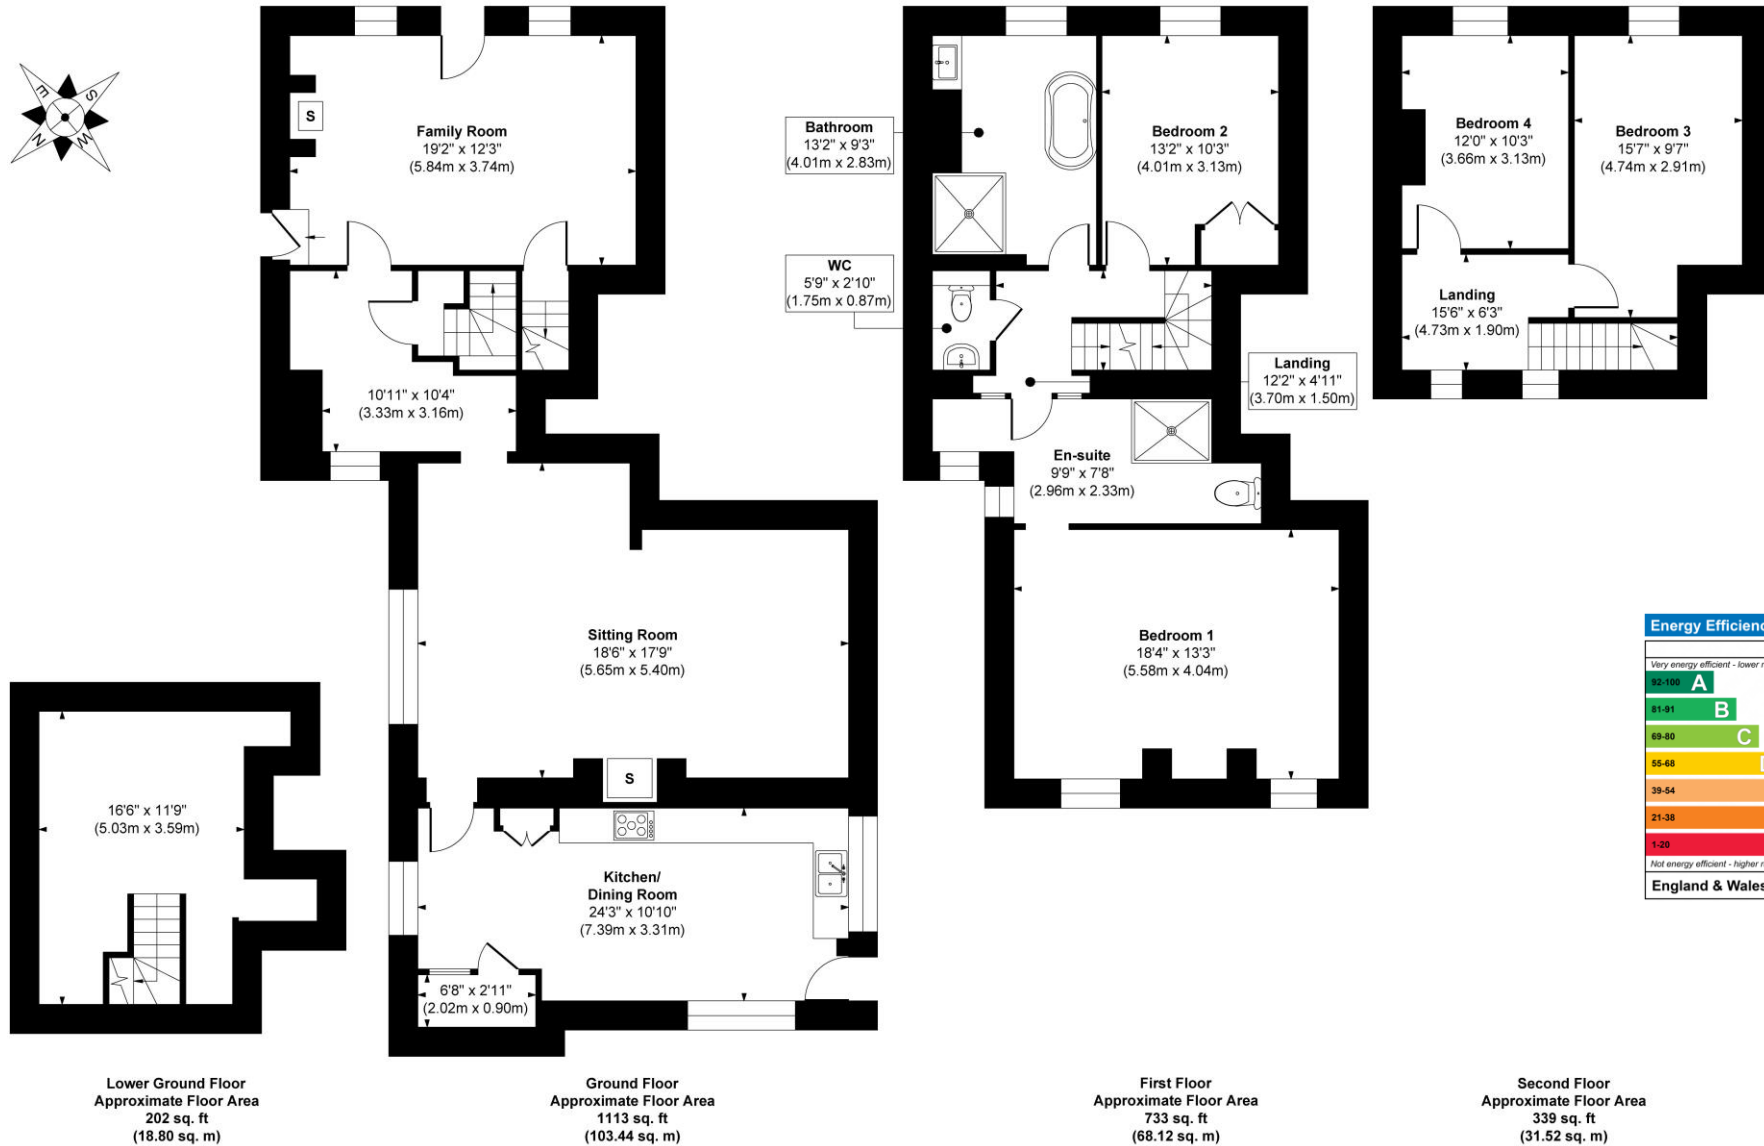 E
S
N
W
S
Family Room
19'2" x 12'3"
(5.84m x 3.74m)
10'11" x 10'4"
(3.33m x 3.16m)
Sitting Room
18'6" x 17'9"
(5.65m x 5.40m)
S
Kitchen/
Dining Room
24'3" x 10'10"
(7.39m x 3.31m)
6'8" x 2'11"
(2.02m x 0.90m)
16'6" x 11'9"
(5.03m x 3.59m)
Bathroom
13'2" x 9'3"
(4.01m x 2.83m)
Bedroom 2
13'2" x 10'3"
(4.01m x 3.13m)
WC
5'9" x 2'10"
(1.75m x 0.87m)
Landing
12'2" x 4'11"
(3.70m x 1.50m)
En-suite
9'9" x 7'8"
(2.96m x 2.33m)
Bedroom 1
18'4" x 13'3"
(5.58m x 4.04m)
Bedroom 4
12'0" x 10'3"
(3.66m x 3.13m)
Bedroom 3
15'7" x 9'7"
(4.74m x 2.91m)
Landing
15'6" x 6'3"
(4.73m x 1.90m)
Energy Efficienc
Very energy efficient - lower r
92-100 A
81-91 B
69-80 C
55-68
39-54
21-38
1-20
Not energy efficient - higher r
England & Wales
Lower Ground Floor
Approximate Floor Area
202 sq. ft
(18.80 sq. m)
Ground Floor
Approximate Floor Area
1113 sq. ft
(103.44 sq. m)
First Floor
Approximate Floor Area
733 sq. ft
(68.12 sq. m)
Second Floor
Approximate Floor Area
339 sq. ft
(31.52 sq. m)